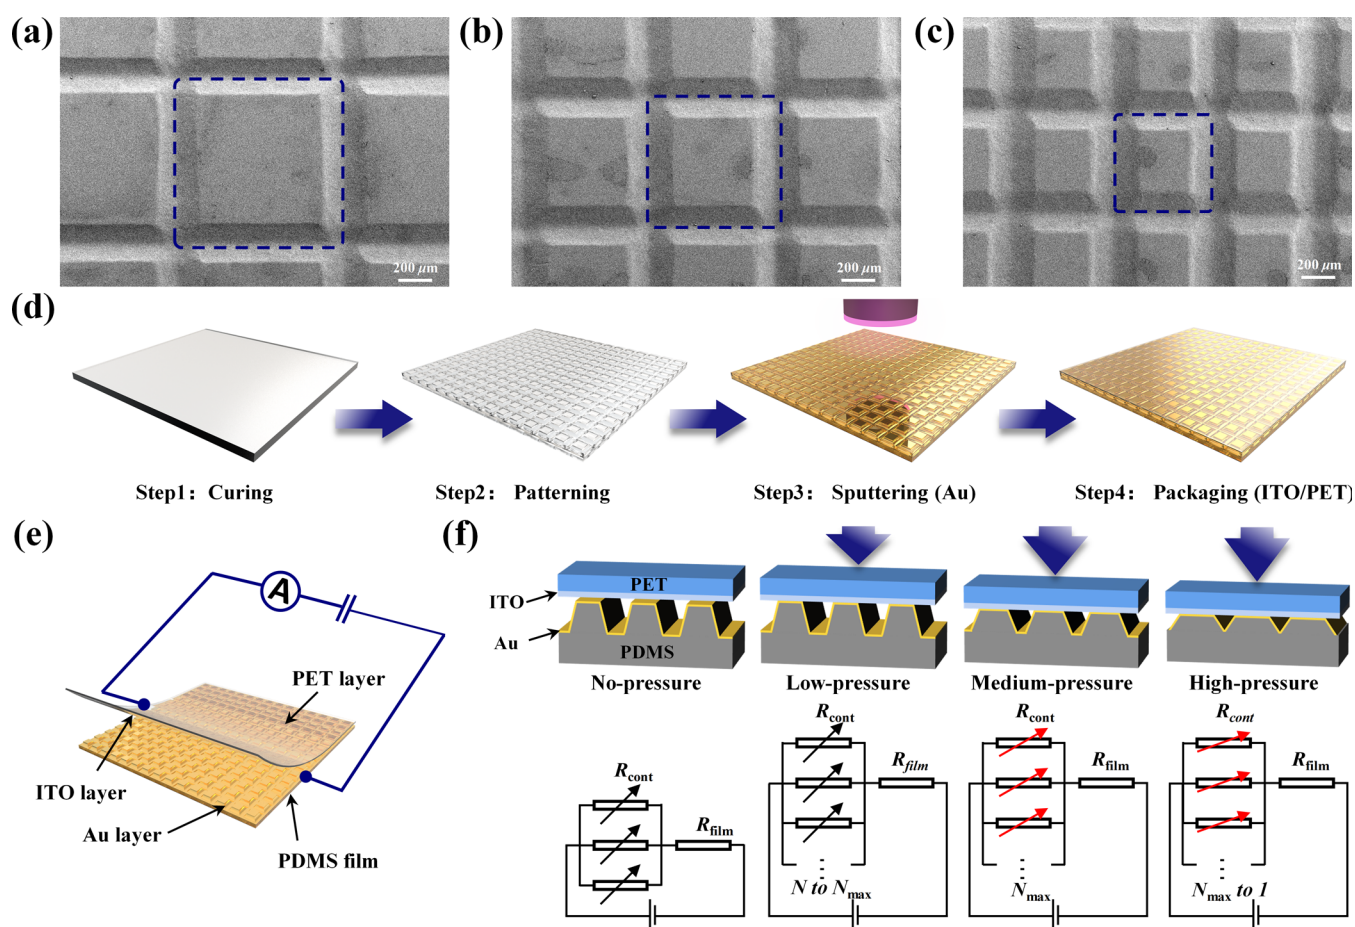 (a)
(b)
(c)
200 μm
200 μm
200 μm
(d)
Step1: Curing
Step2: Patterning
Step3: Sputtering (Au)
Step4: Packaging (ITO/PET)
(e)
A
PET layer
ITO layer
Au layer
PDMS film
(f)
PET
ITO
Au
PDMS
No-pressure
Low-pressure
Medium-pressure
High-pressure
Rcont
Rfilm
Rcont
Rfilm
N to Nmax
Rcont
Rfilm
Nmax
Rcont
Rfilm
Nmax to 1